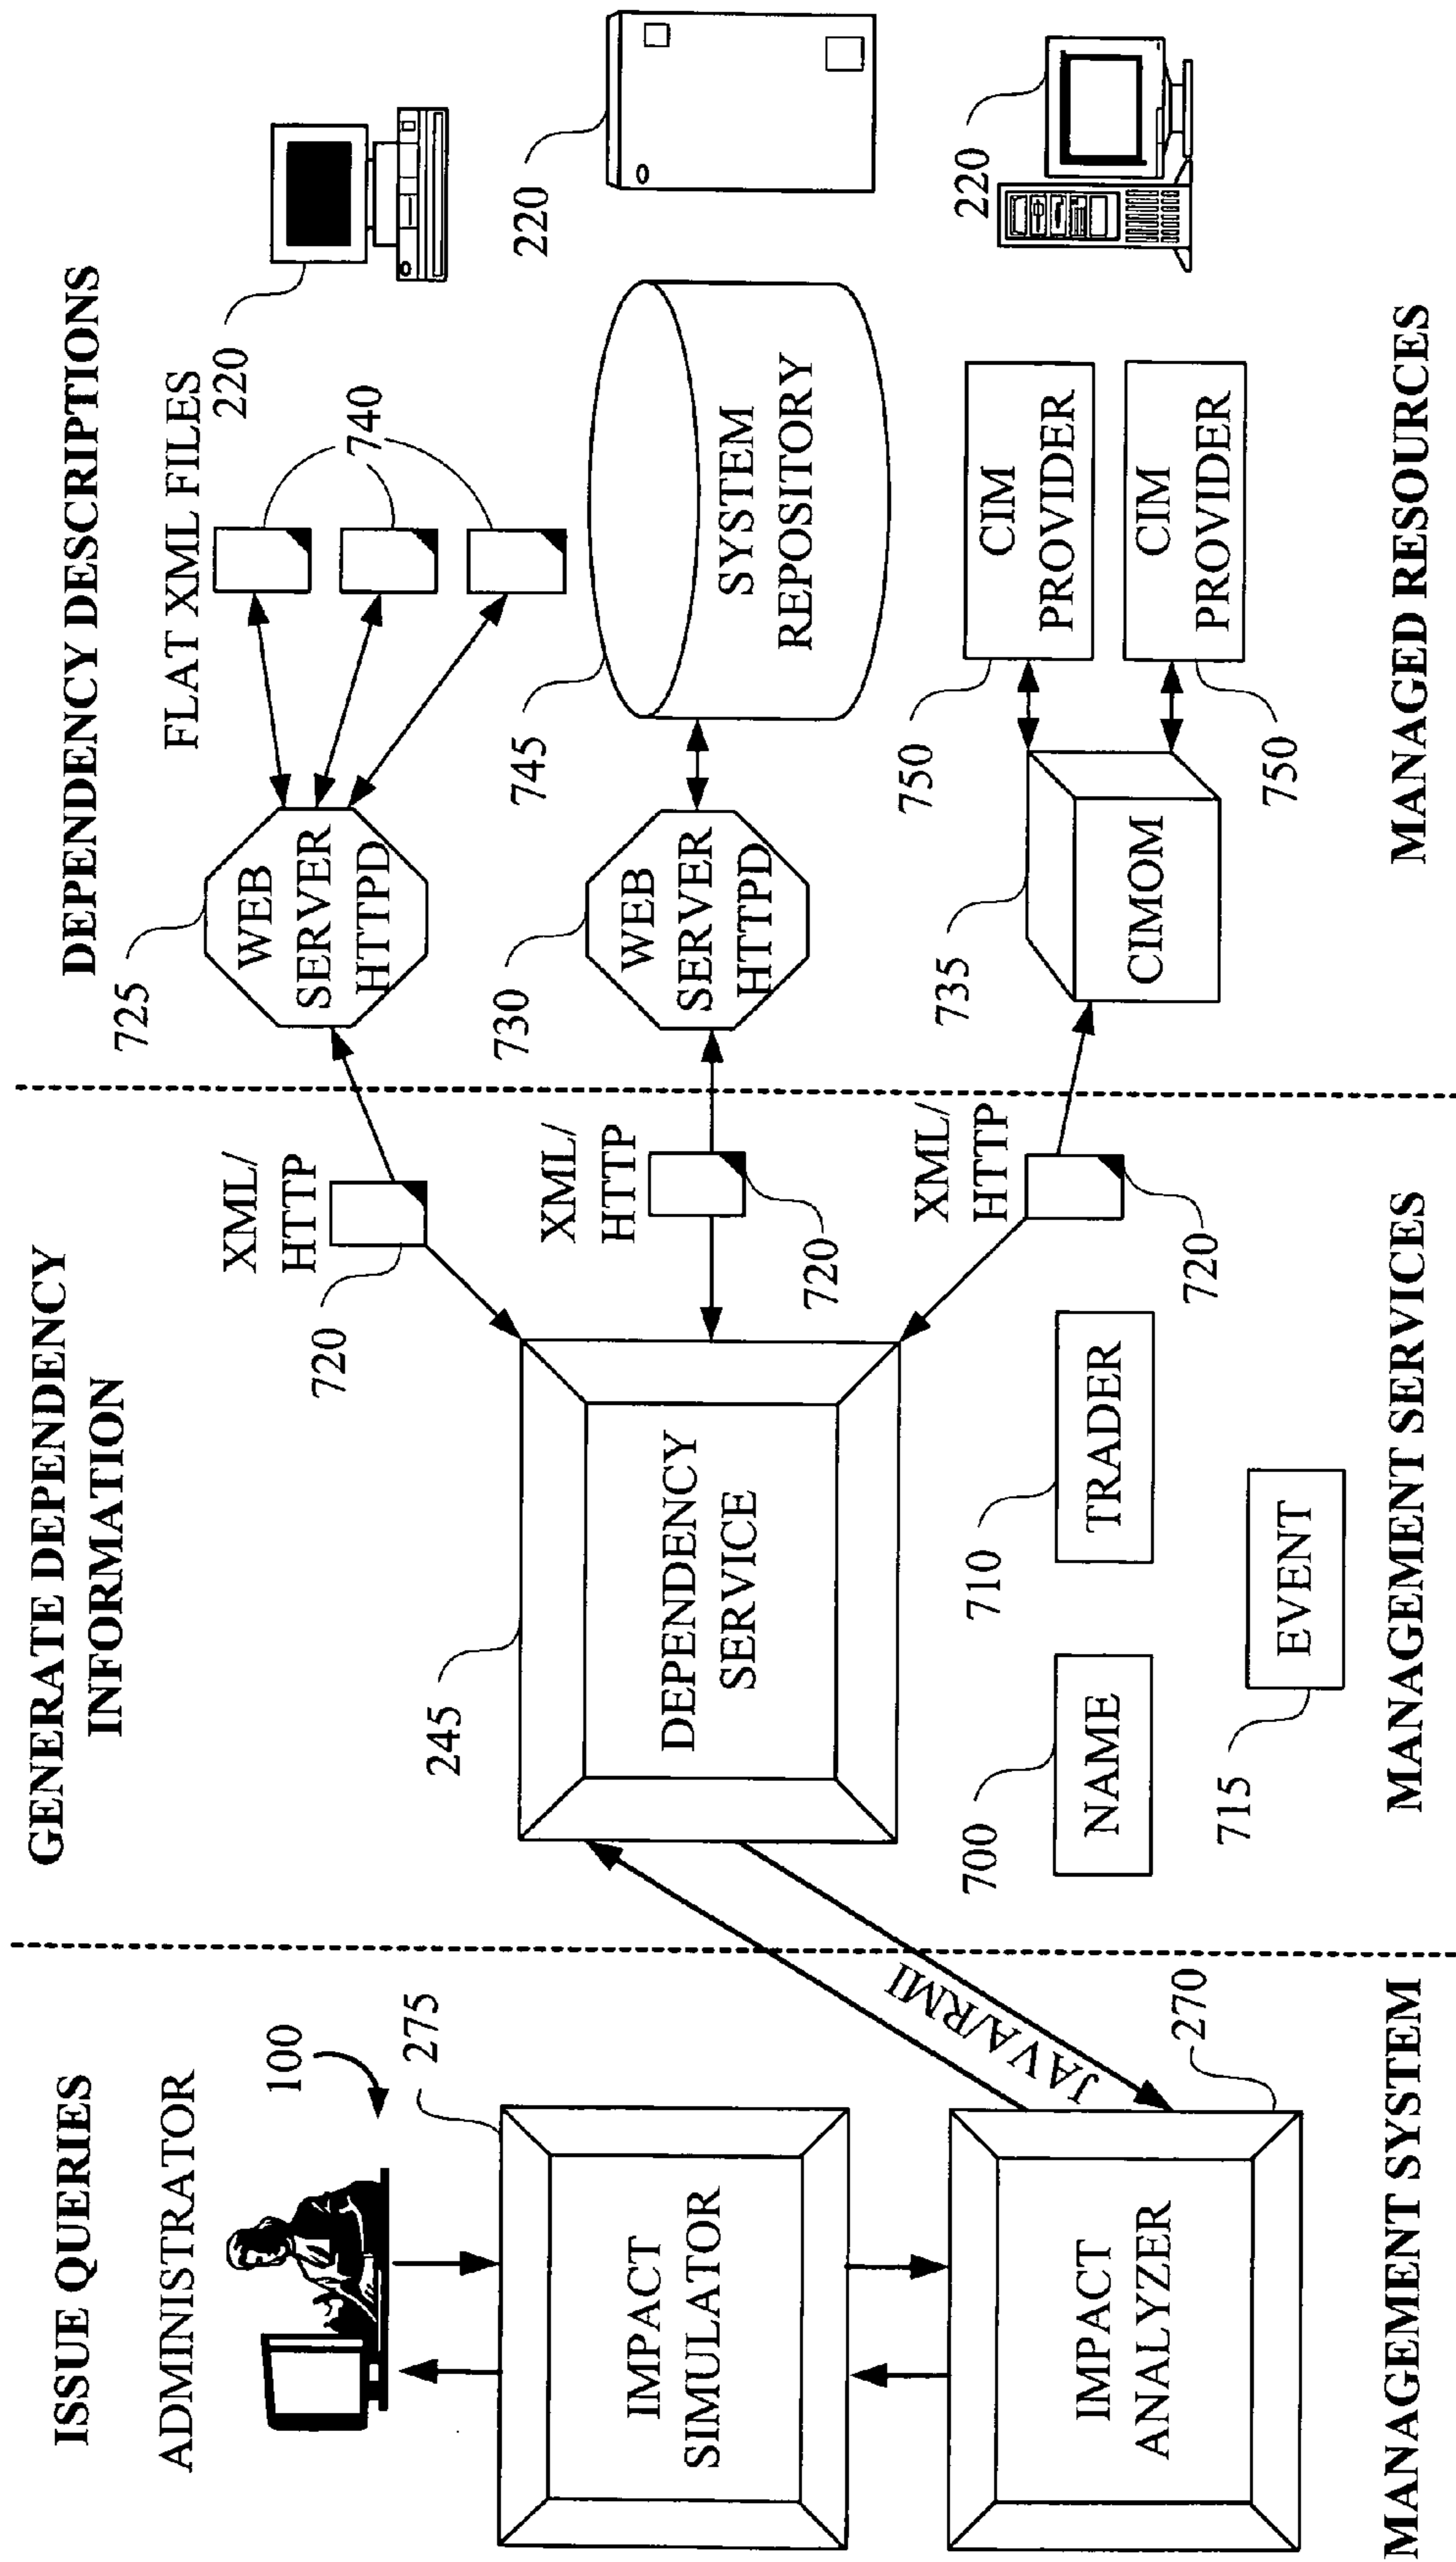 ISSUE QUERIES
ADMINISTRATOR
100
275
IMPACT
SIMULATOR
IMPACT
ANALYZER
270
JAVA/RMI
MANAGEMENT SYSTEM
GENERATE DEPENDENCY
INFORMATION
XML/
HTTP
720
245
DEPENDENCY
SERVICE
XML/
HTTP
720
XML/
HTTP
720
700
NAME
710
TRADER
715
EVENT
MANAGEMENT SERVICES
DEPENDENCY DESCRIPTIONS
FLAT XML FILES
725
WEB
SERVER
HTTPD
740
220
730
WEB
SERVER
HTTPD
745
SYSTEM
REPOSITORY
220
735
CIMOM
750
CIM
PROVIDER
750
CIM
PROVIDER
220
MANAGED RESOURCES